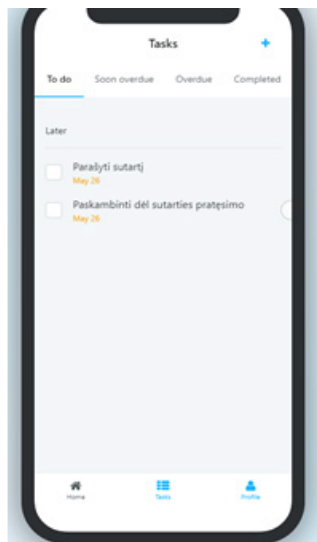 Tasks +
To do Soon overdue Overdue Completed
Later
Parašyti sutartį
May 26
Paskambinti dėl sutarties pratęsimo
May 26
Home Tasks Profile